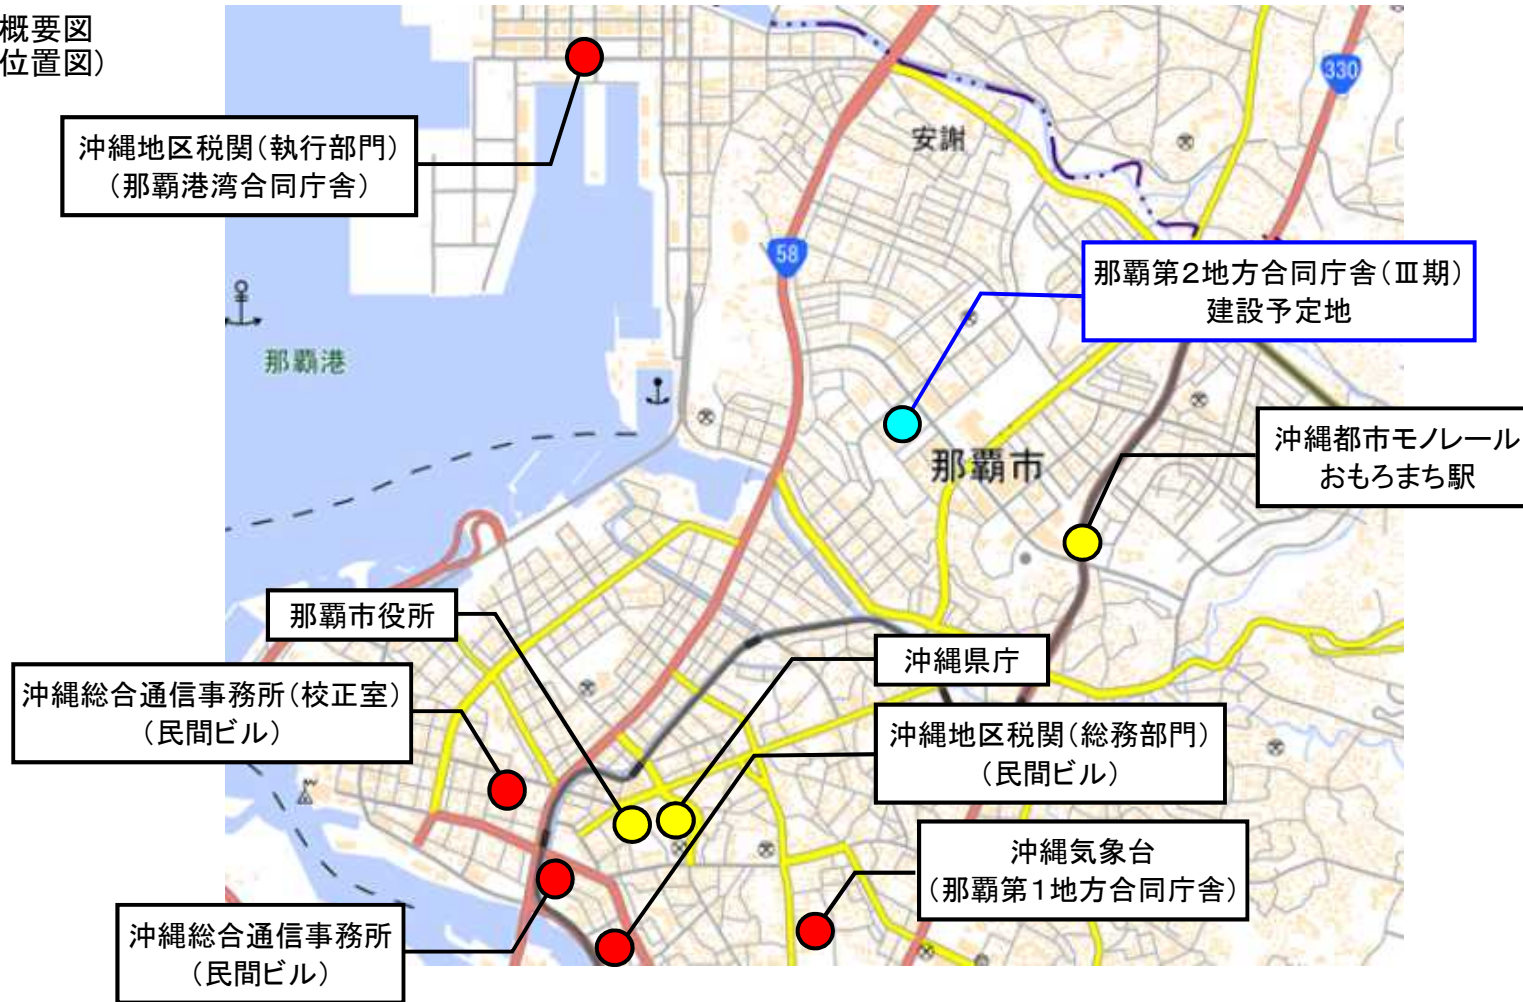 概要図
位置図)
330
安謝
沖縄地区税関(執行部門)
(那覇港湾合同庁舎)
58
那覇第2地方合同庁舎(Ⅲ期)
建設予定地
那覇港
沖縄都市モノレール
おもろまち駅
那覇市
那覇市役所
沖縄県庁
沖縄総合通信事務所(校正室)
(民間ビル)
沖縄地区税関(総務部門)
(民間ビル)
沖縄気象台
(那覇第1地方合同庁舎)
沖縄総合通信事務所
(民間ビル)